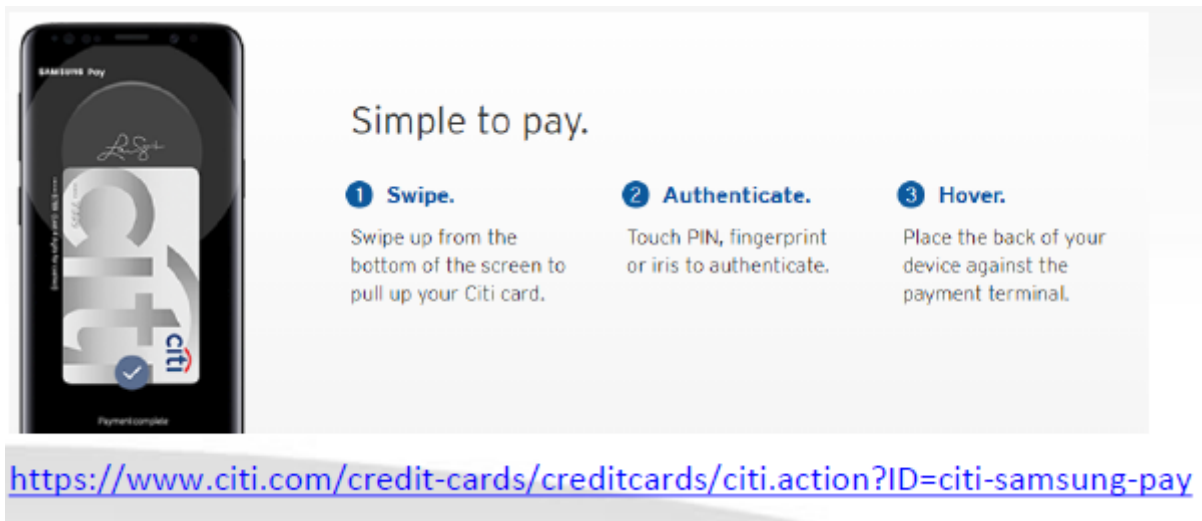 SAMSUNG Pay
citi
citi
Payment complete
Simple to pay.
1 Swipe.
Swipe up from the
bottom of the screen to
pull up your Citi card.
2 Authenticate.
Touch PIN, fingerprint
or iris to authenticate.
3 Hover.
Place the back of your
device against the
payment terminal.
https://www.citi.com/credit-cards/creditcards/citi.action?ID=citi-samsung-pay